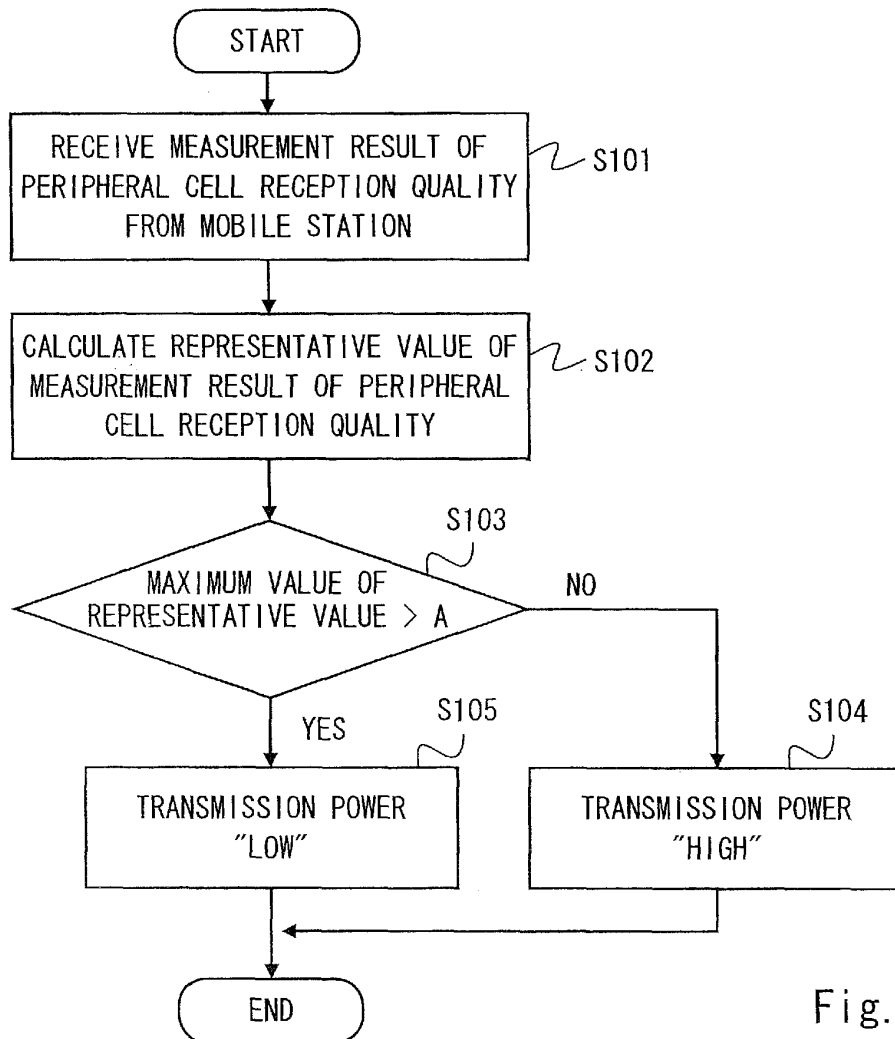 START
RECEIVE MEASUREMENT RESULT OF
PERIPHERAL CELL RECEPTION QUALITY
FROM MOBILE STATION
S101
CALCULATE REPRESENTATIVE VALUE OF
MEASUREMENT RESULT OF PERIPHERAL
CELL RECEPTION QUALITY
S102
S103
MAXIMUM VALUE OF
REPRESENTATIVE VALUE > A
NO
YES
S105
S104
TRANSMISSION POWER
"LOW"
TRANSMISSION POWER
"HIGH"
END
Fig.